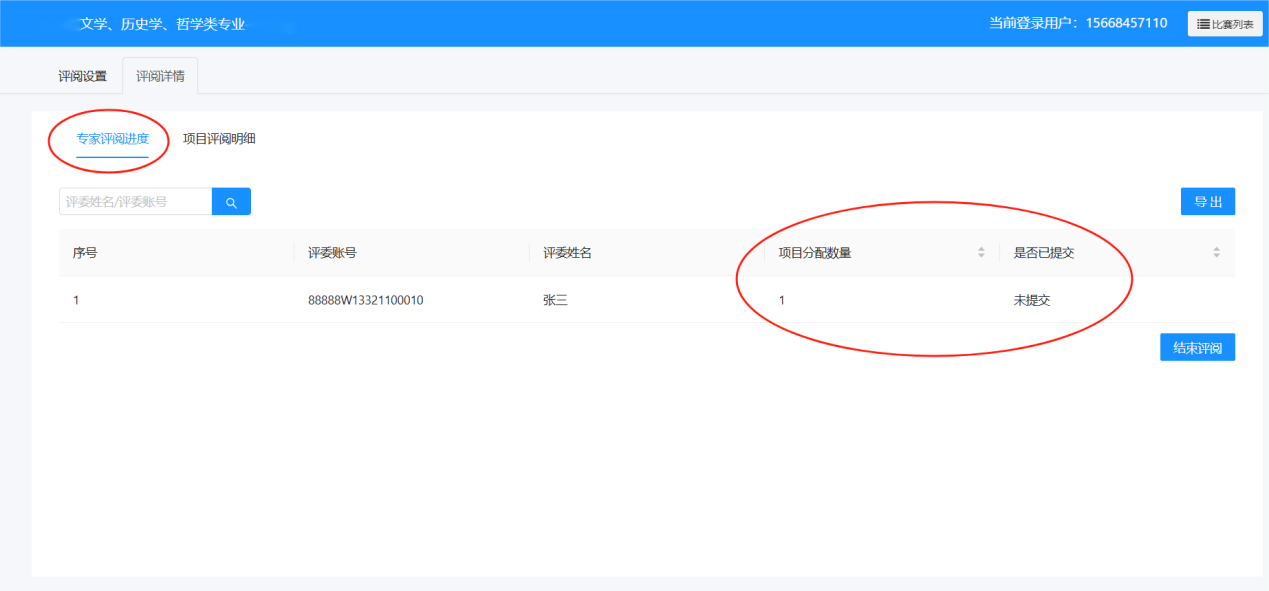 文学、历史学、哲学类专业
当前登录用户：15668457110
比赛列表
评阅设置 评阅详情
专家评阅进度 项目评阅明细
评委姓名/评委账号
导 出
序号 评委账号 评委姓名 项目分配数量 是否已提交
1 88888W13321100010 张三 1 未提交
结束评阅